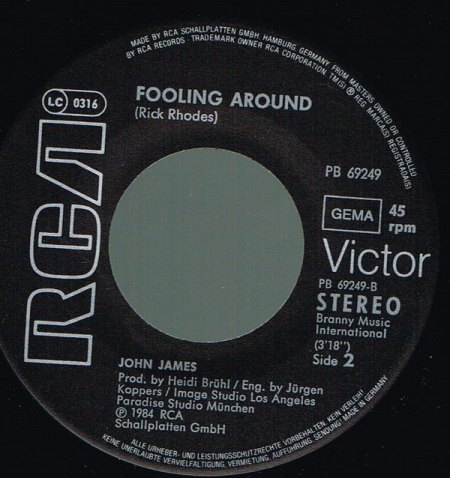 MADE BY RCA SCHALLPLATTEN GMBH, HAMBURG, GERMANY, FROM MASTERS OWNED OR CONTROLLED
BY RCA RECORDS · TRADEMARK OWNER RCA CORPORATION, TM(S) ® REG. MARCA(S) REGISTRADA(S)
FOOLING AROUND
(Rick Rhodes)
LC 0316
RCA
PB 69249
GEMA
45
rpm
Victor
PB 69249-B
STEREO
Branny Music
International
(3'18")
Side 2
JOHN JAMES
Prod. by Heidi Brühl / Eng. by Jürgen
Koppers / Image Studio Los Angeles
Paradise Studio München
℗ 1984 RCA
Schallplatten GmbH
ALLE URHEBER- UND LEISTUNGSSCHUTZRECHTE VORBEHALTEN. KEIN VERLEIH!
KEINE UNERLAUBTE VERVIELFÄLTIGUNG, VERMIETUNG, AUFFÜHRUNG, SENDUNG!